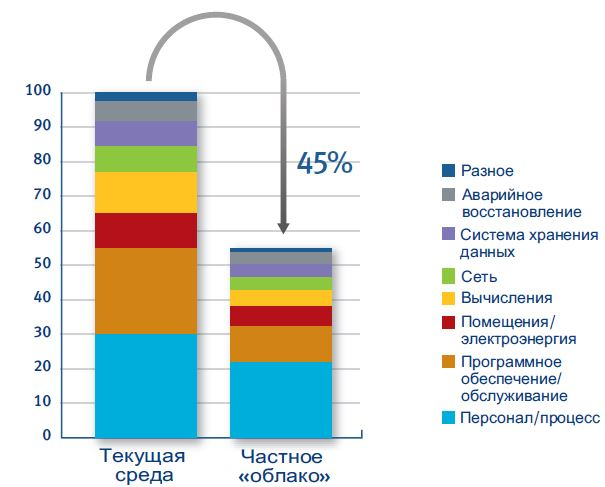 100
90
80
70
60
50
40
30
20
10
0
45%
Текущая
среда
Частное
«облако»
Разное
Аварийное
восстановление
Система хранения
данных
Сеть
Вычисления
Помещения/
электроэнергия
Программное
обеспечение/
обслуживание
Персонал/процесс